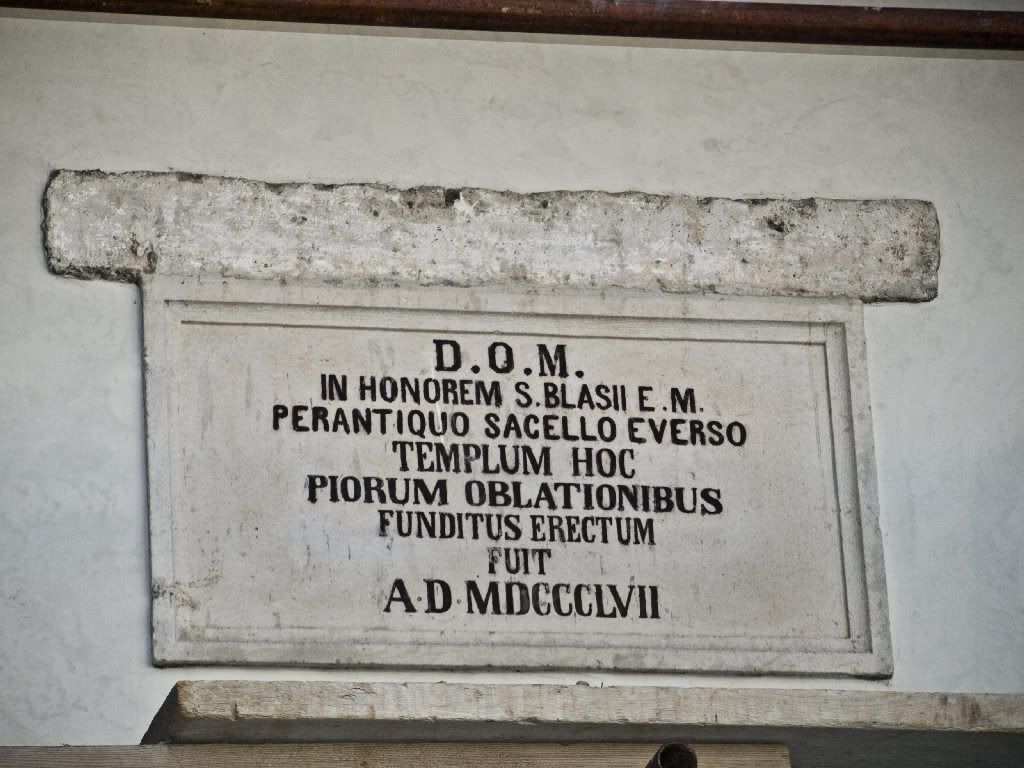 D.O.M.
IN HONOREM S.BLASII E.M.
PERANTIQUO SACELLO EVERSO
TEMPLUM HOC
PIORUM OBLATIONIBUS
FUNDITUS ERECTUM
FUIT
A·D·MDCCCLVII